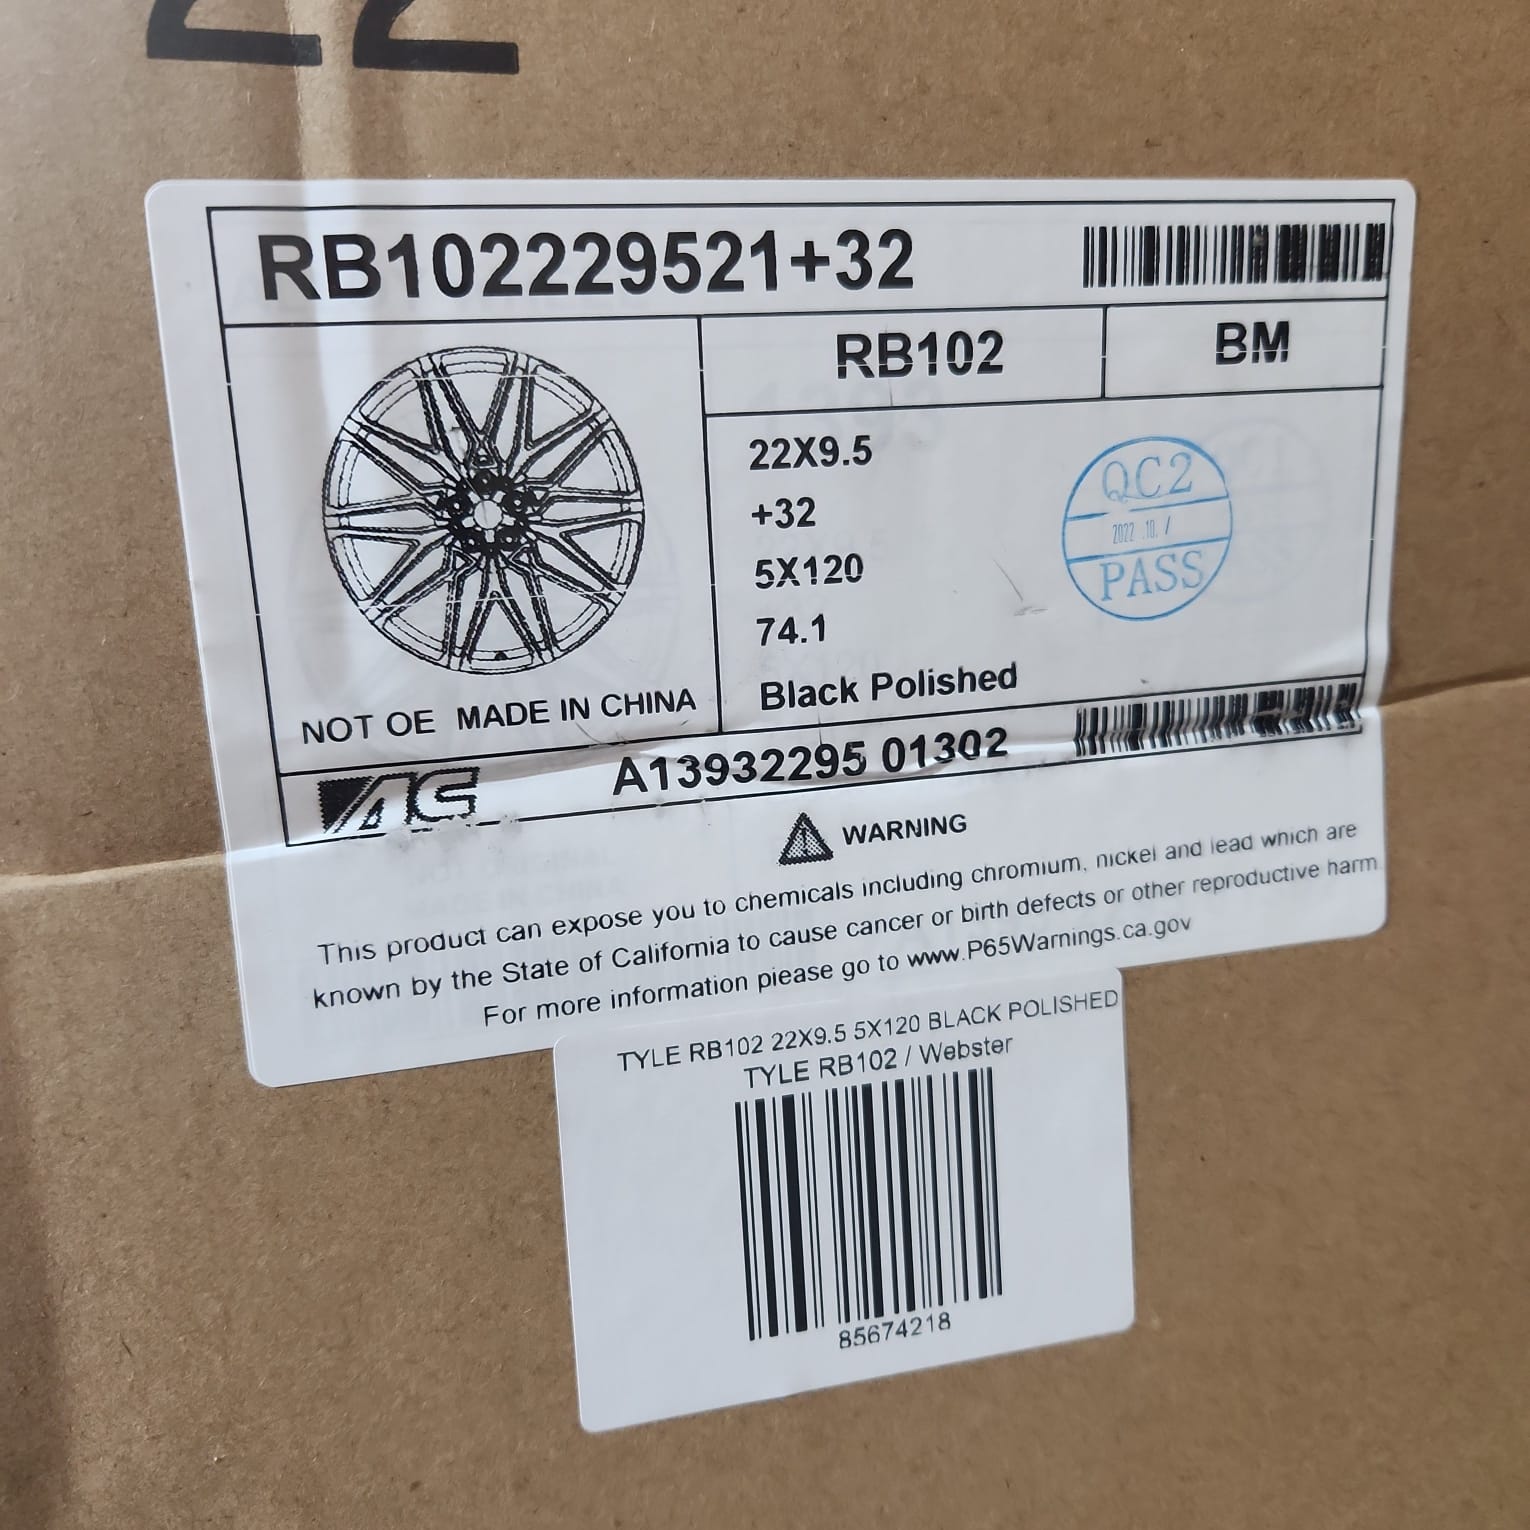 22
RB102229521+32
RB102
BM
22X9.5
+32
5X120
74.1
Black Polished
QC2
2022 .10. /
PASS
NOT OE MADE IN CHINA
AC
A13932295 01302
WARNING
This product can expose you to chemicals including chromium, nickel and lead which are
known by the State of California to cause cancer or birth defects or other reproductive harm.
For more information please go to www.P65Warnings.ca.gov
TYLE RB102 22X9.5 5X120 BLACK POLISHED
TYLE RB102 / Webster
85674218